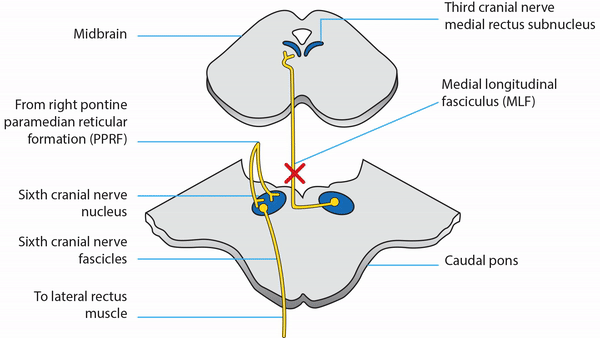 Midbrain
Third cranial nerve
medial rectus subnucleus
Medial longitudinal
fasciculus (MLF)
From right pontine
paramedian reticular
formation (PPRF)
Sixth cranial nerve
nucleus
Sixth cranial nerve
fascicles
Caudal pons
To lateral rectus
muscle